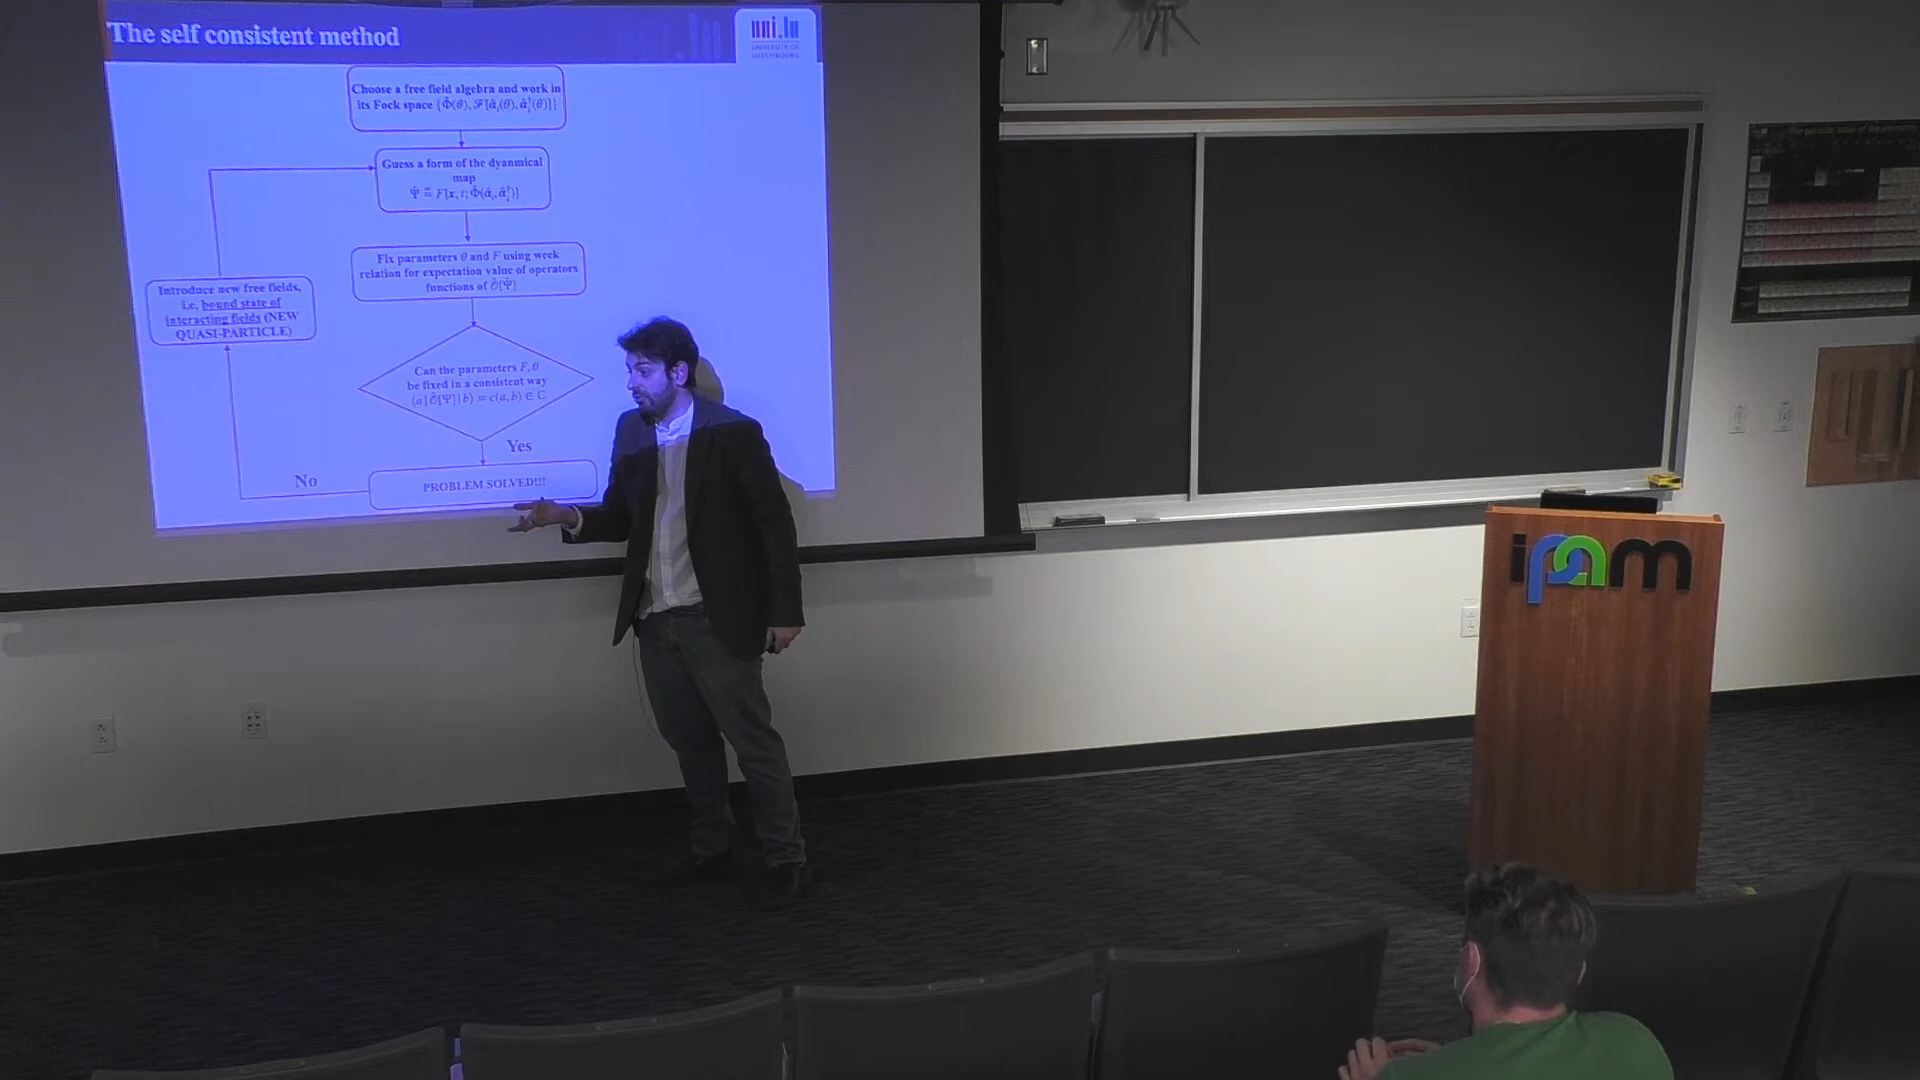 The self consistent method
uni.lu
UNIVERSITY OF
LUXEMBOURG
Choose a free field algebra and work in
its Fock space {Φ̂(θ), ℱ[α̂ᵢ(θ), α̂ᵢ†(θ)]}
Guess a form of the dyanmical
map
Ψ̂ ≝ F[x, t; Φ̂(α̂ᵢ, α̂ᵢ†)]
Fix parameters θ and F using week
relation for expectation value of operators
functions of Ô[Ψ̂]
Introduce new free fields,
i.e. bound state of
interacting fields (NEW
QUASI-PARTICLE)
Can the parameters F, θ
be fixed in a consistent way
⟨a|Ô[Ψ̂]|b⟩ = c(a, b) ∈ ℂ
Yes
No
PROBLEM SOLVED!!!
ipam